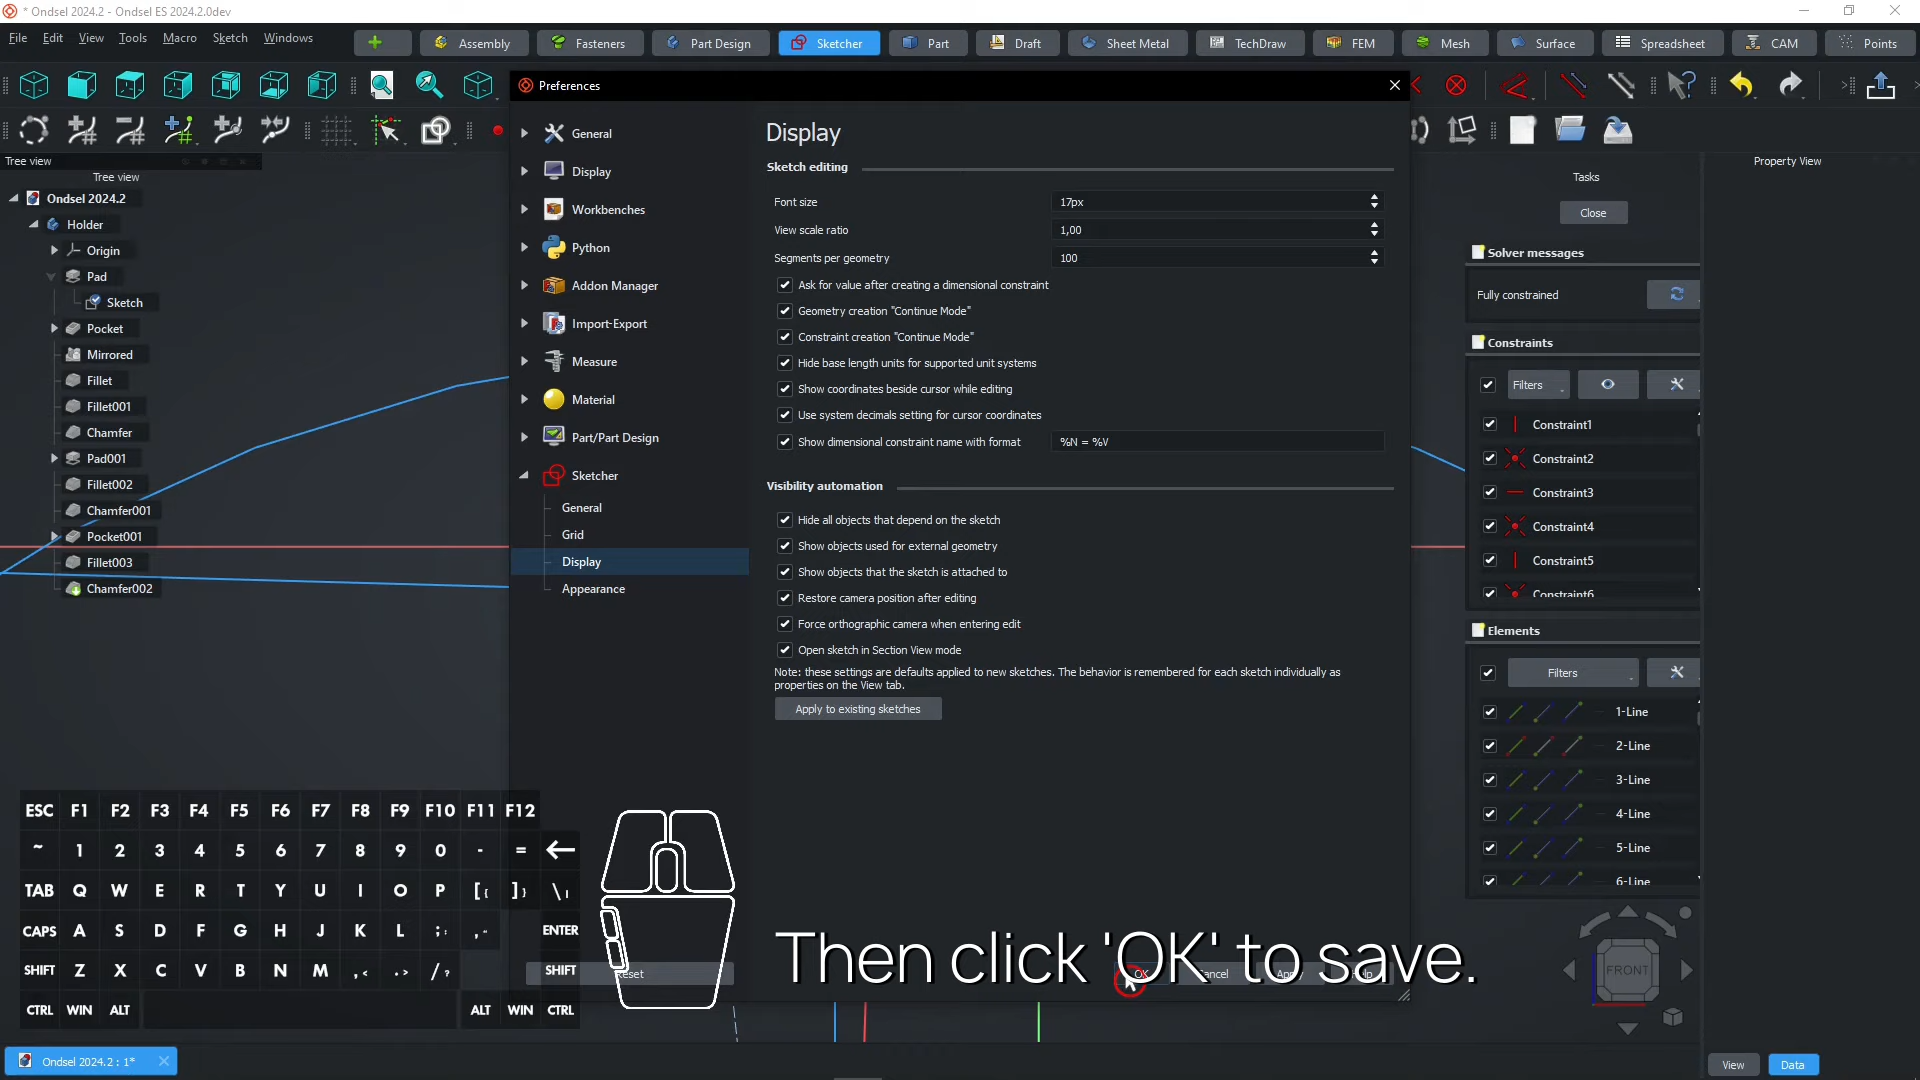 * Ondsel 2024.2 - Ondsel ES 2024.2.0dev
File Edit View Tools Macro Sketch Windows
Assembly Fasteners Part Design Sketcher Part Draft Sheet Metal TechDraw FEM Mesh Surface Spreadsheet CAM Points
Preferences
Tree view
Tree view
Ondsel 2024.2
Holder
Origin
Pad
Sketch
Pocket
Mirrored
Fillet
Fillet001
Chamfer
Pad001
Fillet002
Chamfer001
Pocket001
Fillet003
Chamfer002
General
Display
Workbenches
Python
Addon Manager
Import-Export
Measure
Material
Part/Part Design
Sketcher
General
Grid
Display
Appearance
Display
Sketch editing
Font size 17px
View scale ratio 1,00
Segments per geometry 100
Ask for value after creating a dimensional constraint
Geometry creation "Continue Mode"
Constraint creation "Continue Mode"
Hide base length units for supported unit systems
Show coordinates beside cursor while editing
Use system decimals setting for cursor coordinates
Show dimensional constraint name with format %N = %V
Visibility automation
Hide all objects that depend on the sketch
Show objects used for external geometry
Show objects that the sketch is attached to
Restore camera position after editing
Force orthographic camera when entering edit
Open sketch in Section View mode
Note: these settings are defaults applied to new sketches. The behavior is remembered for each sketch individually as
properties on the View tab.
Apply to existing sketches
Reset OK Cancel Apply Help
Then click 'OK' to save.
Property View
Tasks
Close
Solver messages
Fully constrained
Constraints
Filters
Constraint1
Constraint2
Constraint3
Constraint4
Constraint5
Constraint6
Elements
Filters
1-Line
2-Line
3-Line
4-Line
5-Line
6-Line
FRONT
ESC F1 F2 F3 F4 F5 F6 F7 F8 F9 F10 F11 F12
~ 1 2 3 4 5 6 7 8 9 0 - = ←
TAB Q W E R T Y U I O P [ { ] } \ |
CAPS A S D F G H J K L ; : , " ENTER
SHIFT Z X C V B N M , < . > / ? SHIFT
CTRL WIN ALT ALT WIN CTRL
Ondsel 2024.2 : 1*
View Data